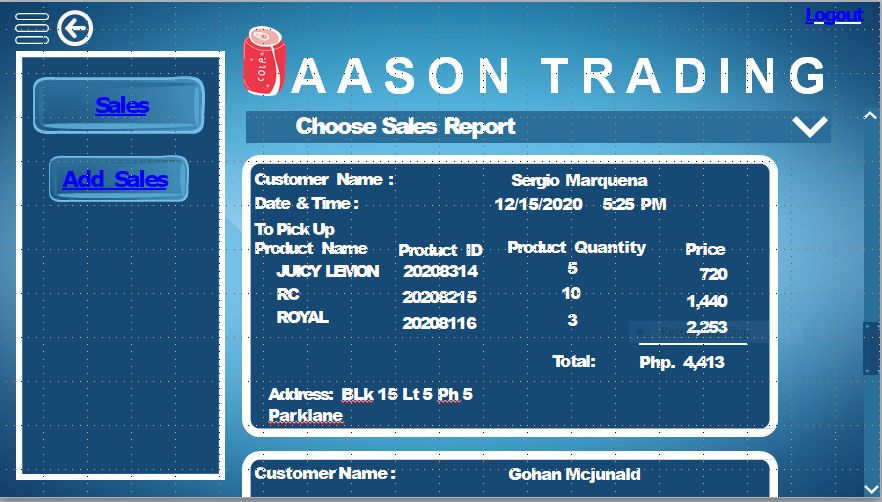 Logout
COLA
AASON TRADING
Sales
Add Sales
Choose Sales Report
Customer Name : Sergio Marquena
Date & Time : 12/15/2020 5:25 PM
To Pick Up
Product Name Product ID Product Quantity Price
JUICY LEMON 20208314 5 720
RC 20208215 10 1,440
ROYAL 20208116 3 2,253
Total: Php. 4,413
Address: BLk 15 Lt 5 Ph 5
Parklane
Customer Name : Gohan Mcjunald